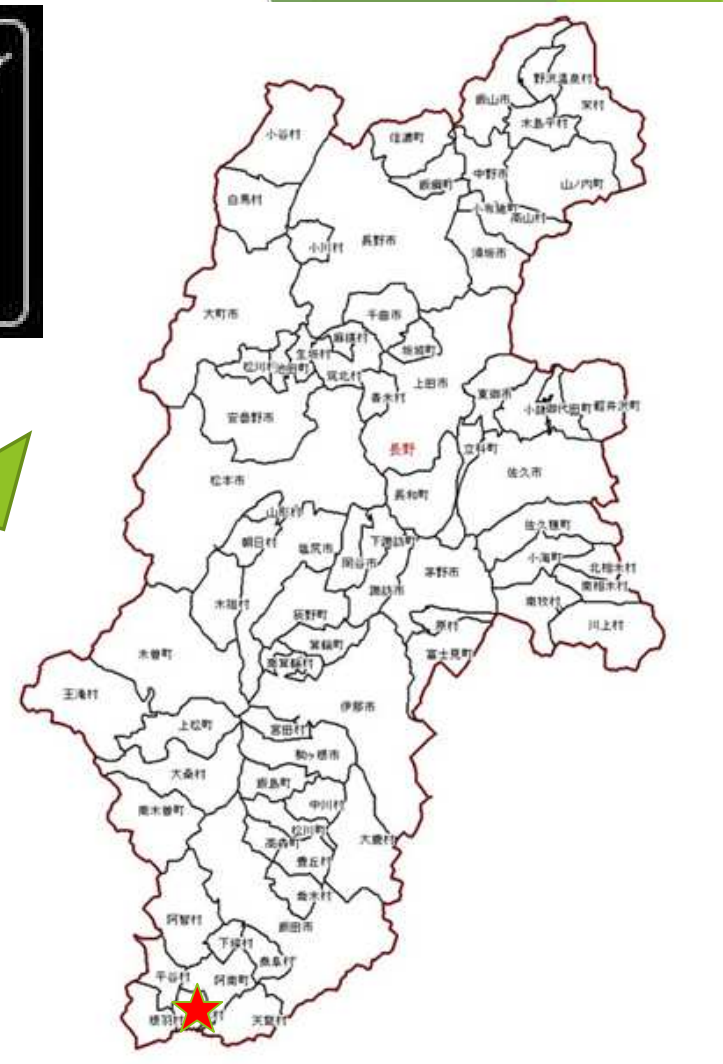 野沢温泉村
飯山市
栄村
木島平村
小谷村
信濃町
飯綱町
中野市
山ノ内町
白馬村
小布施町
高山村
小川村
長野市
須坂市
大町市
千曲市
麻績村
坂城町
生坂村
松川村
池田町
筑北村
上田市
青木村
東御市
御代田町
軽井沢町
安曇野市
長野
立科町
佐久市
松本市
長和町
山形村
佐久穂町
朝日村
塩尻市
下諏訪町
岡谷市
小海町
北相木村
茅野市
南相木村
諏訪市
木祖村
南牧村
辰野町
原村
川上村
箕輪町
木曽町
南箕輪村
富士見町
王滝村
伊那市
上松町
宮田村
駒ヶ根市
大桑村
飯島町
南木曽町
中川村
松川町
大鹿村
高森町
豊丘村
喬木村
阿智村
飯田市
下條村
泰阜村
平谷村
阿南町
根羽村
村
天龍村